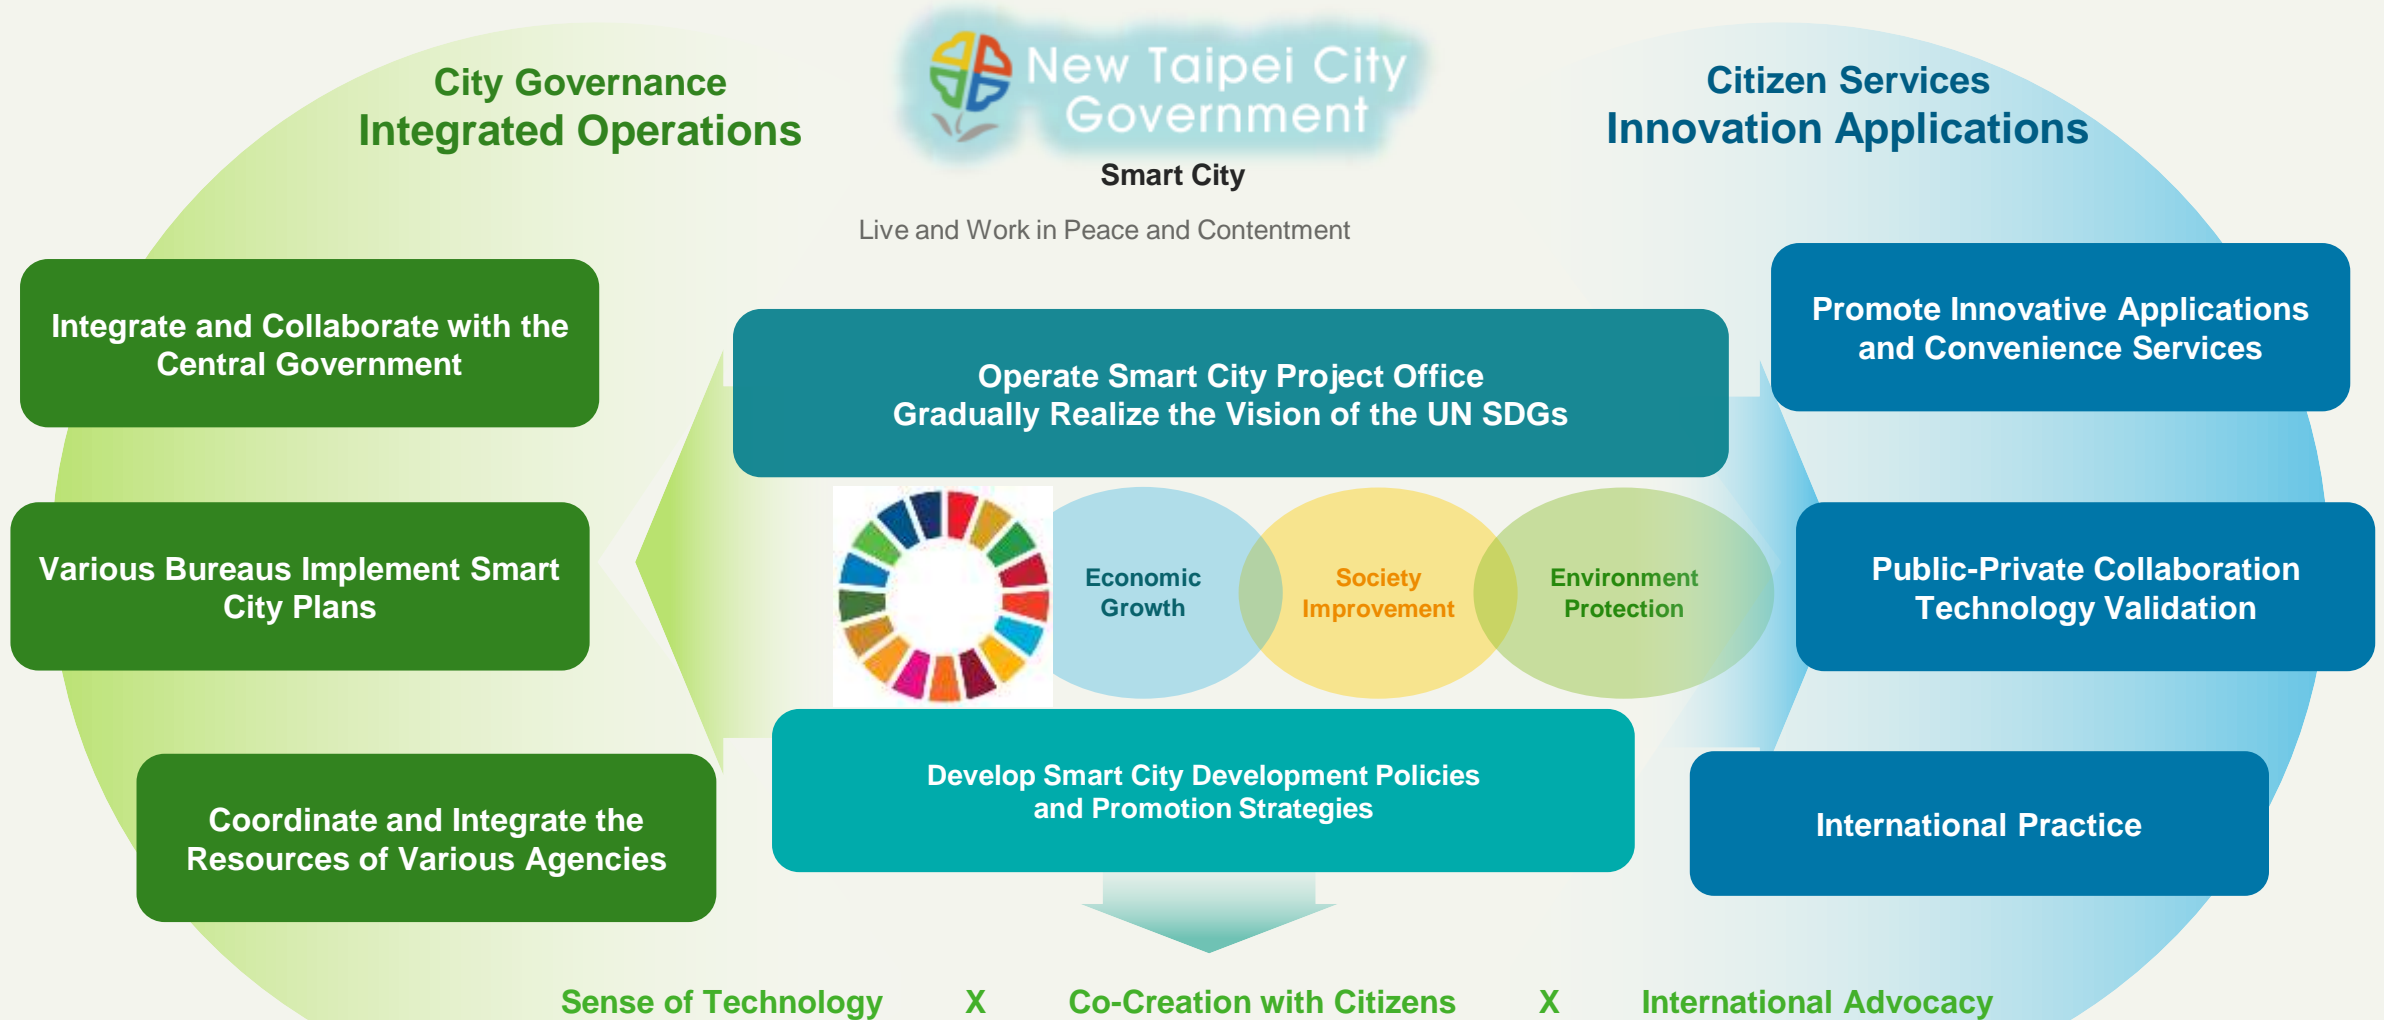 New Taipei City
Government
Smart City
Live and Work in Peace and Contentment
City Governance
Integrated Operations
Integrate and Collaborate with the
Central Government
Various Bureaus Implement Smart
City Plans
Coordinate and Integrate the
Resources of Various Agencies
Operate Smart City Project Office
Gradually Realize the Vision of the UN SDGs
Economic
Growth
Society
Improvement
Environment
Protection
Develop Smart City Development Policies
and Promotion Strategies
Citizen Services
Innovation Applications
Promote Innovative Applications
and Convenience Services
Public-Private Collaboration
Technology Validation
International Practice
Sense of Technology X Co-Creation with Citizens X International Advocacy